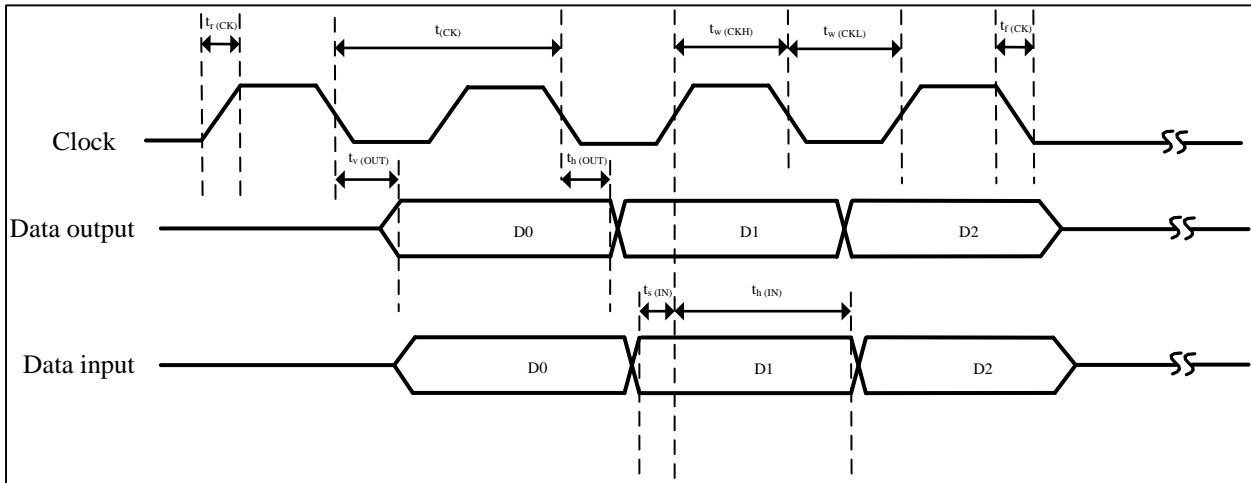 tr (CK)
t(CK)
tw (CKH)
tw (CKL)
tf (CK)
Clock
tv (OUT)
th (OUT)
Data output
D0
D1
D2
ts (IN)
th (IN)
Data input
D0
D1
D2